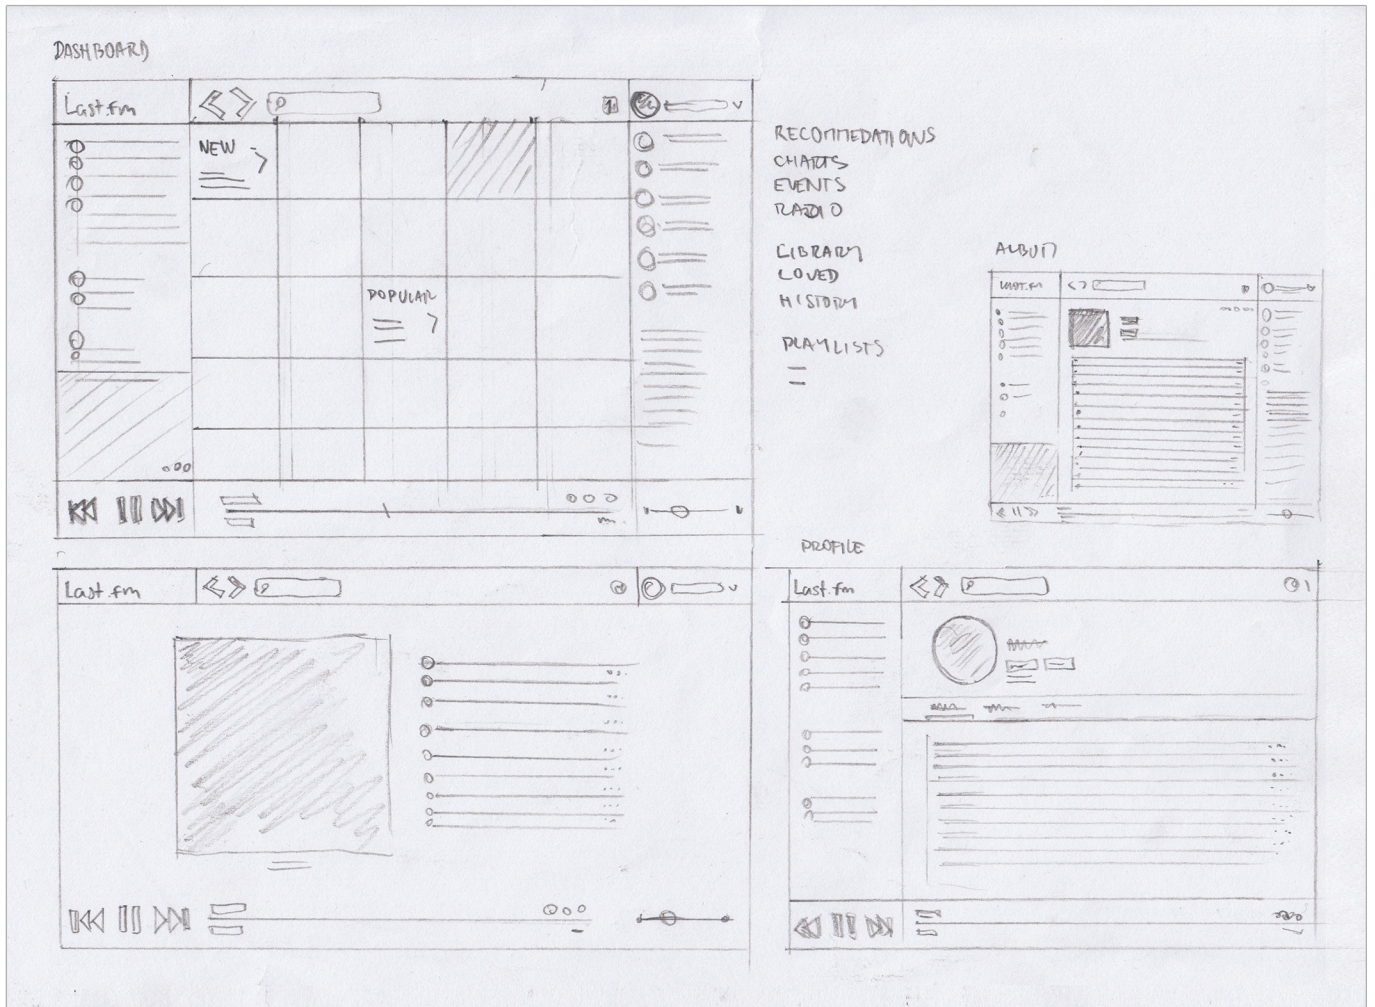 DASHBOARD
Last.fm
1
NEW
POPULAR
RECOMMEDATIONS
CHARTS
EVENTS
RADIO
LIBRARY
LOVED
HISTORY
PLAYLISTS
ALBUM
LAST.FM
PROFILE
Last.fm
Last.fm